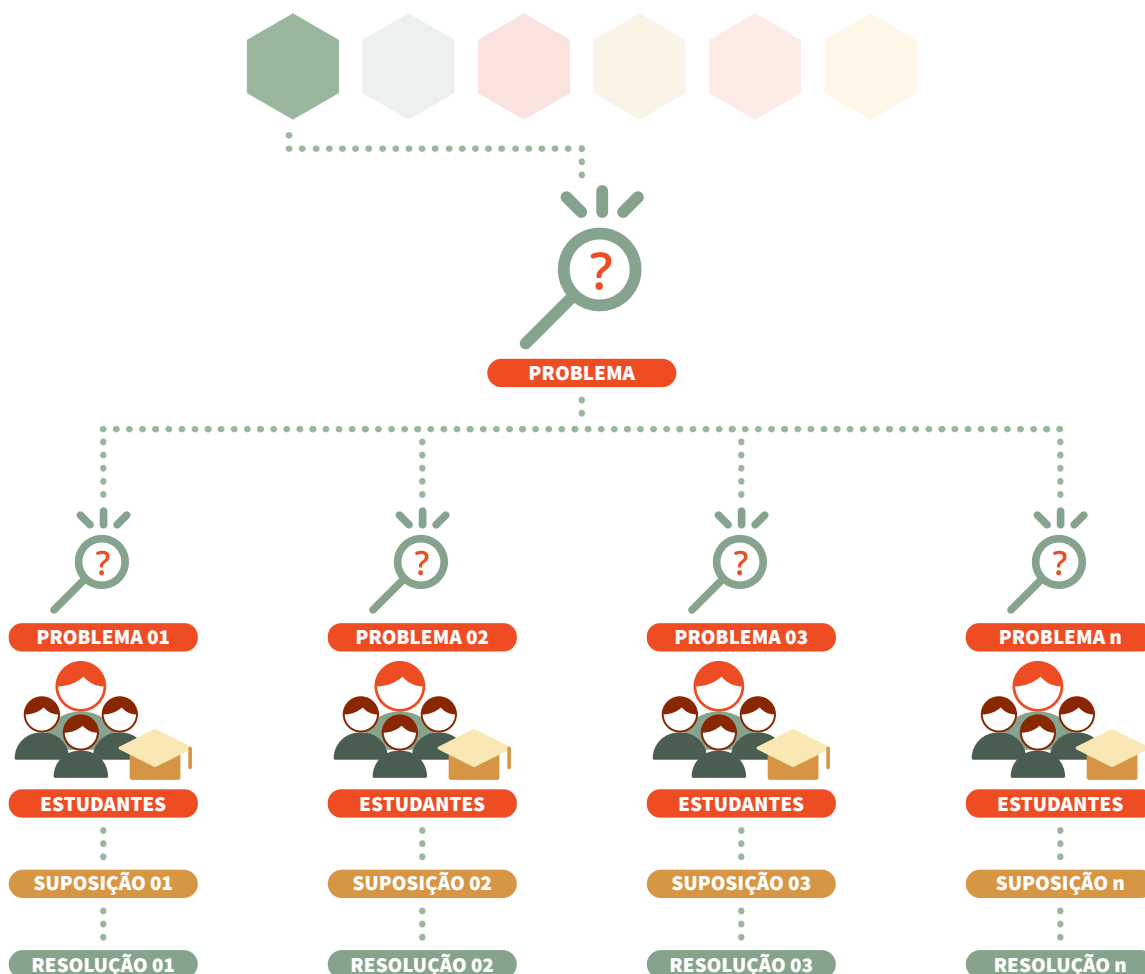 ?
PROBLEMA
? ? ? ?
PROBLEMA 01 PROBLEMA 02 PROBLEMA 03 PROBLEMA n
ESTUDANTES ESTUDANTES ESTUDANTES ESTUDANTES
SUPOSIÇÃO 01 SUPOSIÇÃO 02 SUPOSIÇÃO 03 SUPOSIÇÃO n
RESOLUÇÃO 01 RESOLUÇÃO 02 RESOLUÇÃO 03 RESOLUÇÃO n